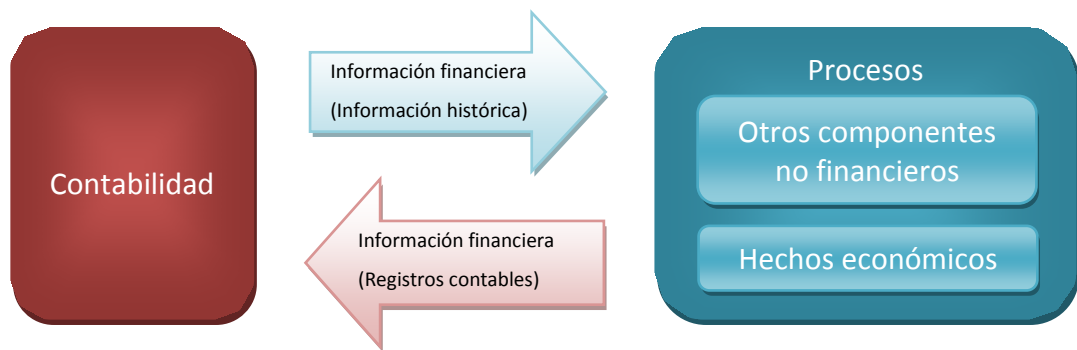 Contabilidad
Información financiera
(Información histórica)
Información financiera
(Registros contables)
Procesos
Otros componentes
no financieros
Hechos económicos